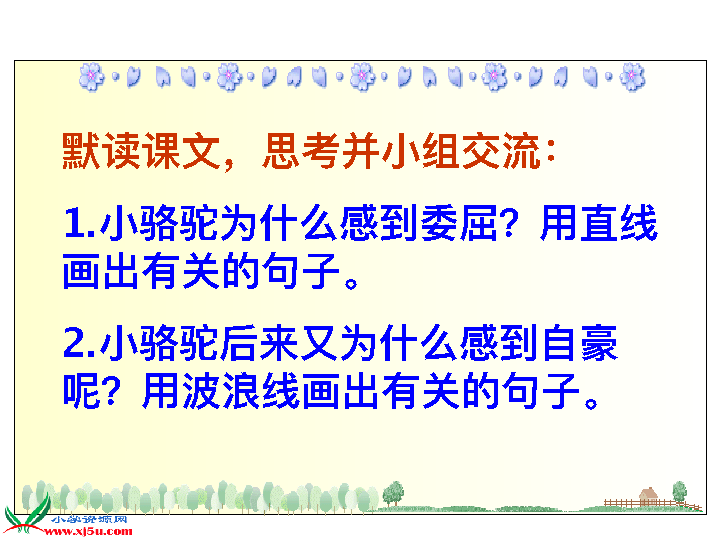 默读课文，思考并小组交流：
1.小骆驼为什么感到委屈？用直线
画出有关的句子。
2.小骆驼后来又为什么感到自豪
呢？用波浪线画出有关的句子。
小学资源网
www.xj5u.com